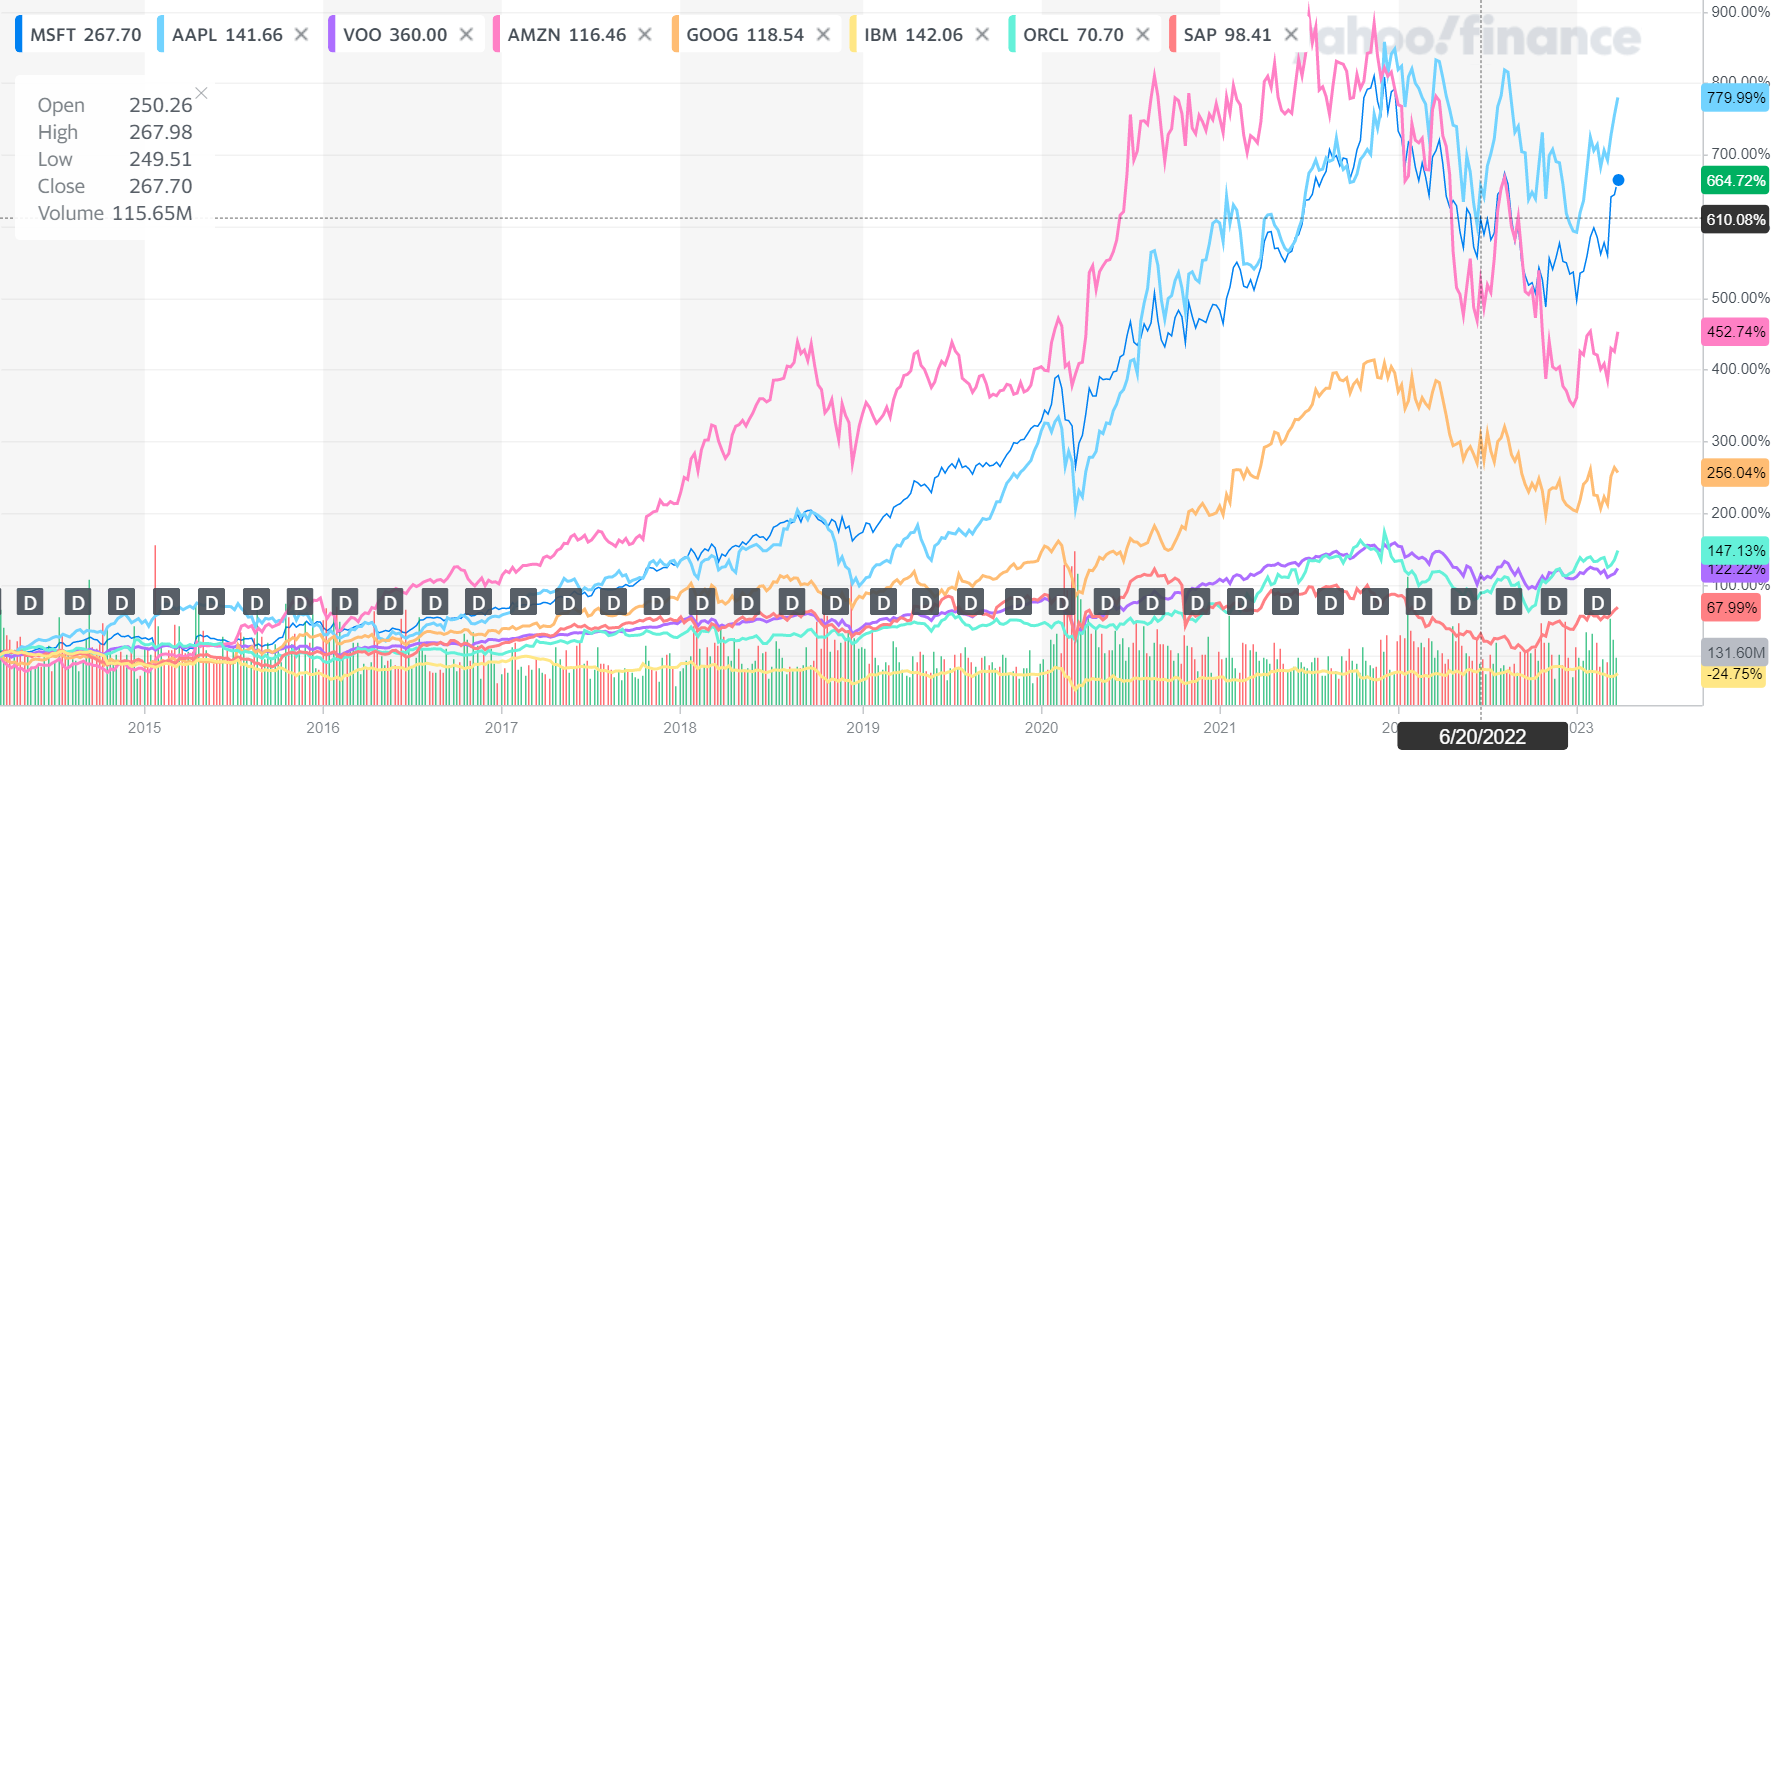 MSFT 267.70 AAPL 141.66 VOO 360.00 AMZN 116.46 GOOG 118.54 IBM 142.06 ORCL 70.70 SAP 98.41
ahoo!finance
900.00%
Open 250.26
High 267.98
Low 249.51
Close 267.70
Volume 115.65M
800.00%
779.99%
700.00%
664.72%
610.08%
500.00%
452.74%
400.00%
300.00%
256.04%
200.00%
147.13%
122.22%
100.00%
D D D D D D D D D D D D D D D D D D D D D D D D D D D D D D D D D D D D
67.99%
131.60M
-24.75%
2015 2016 2017 2018 2019 2020 2021 20 023
6/20/2022